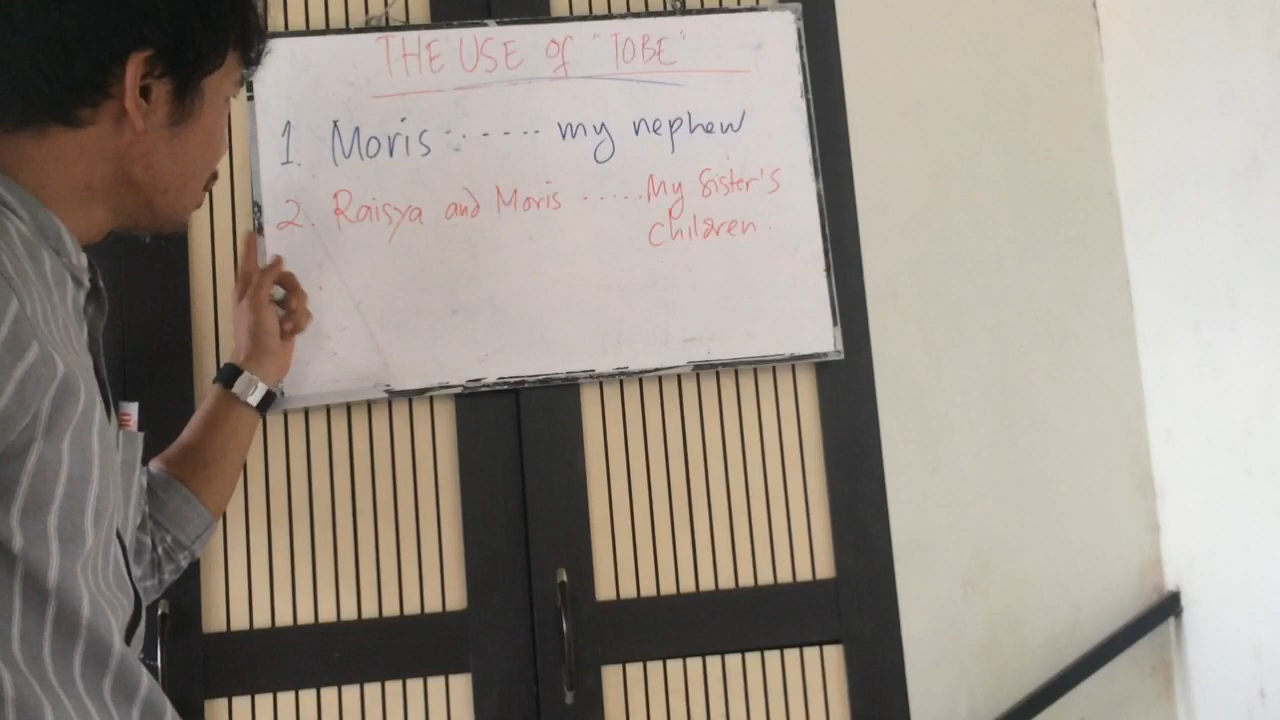 THE USE of "TOBE"
1. Moris ...... my nephew
2. Raisya and Moris ..... My Sister's
children.